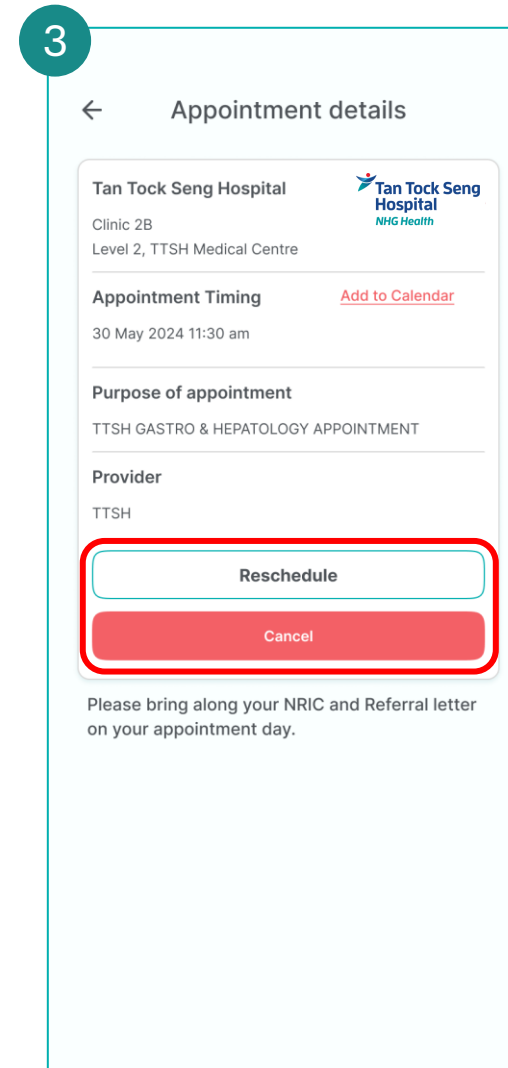 3
Appointment details
Tan Tock Seng Hospital
Tan Tock Seng
Hospital
NHG Health
Clinic 2B
Level 2, TTSH Medical Centre
Appointment Timing
Add to Calendar
30 May 2024 11:30 am
Purpose of appointment
TTSH GASTRO & HEPATOLOGY APPOINTMENT
Provider
TTSH
Reschedule
Cancel
Please bring along your NRIC and Referral letter
on your appointment day.